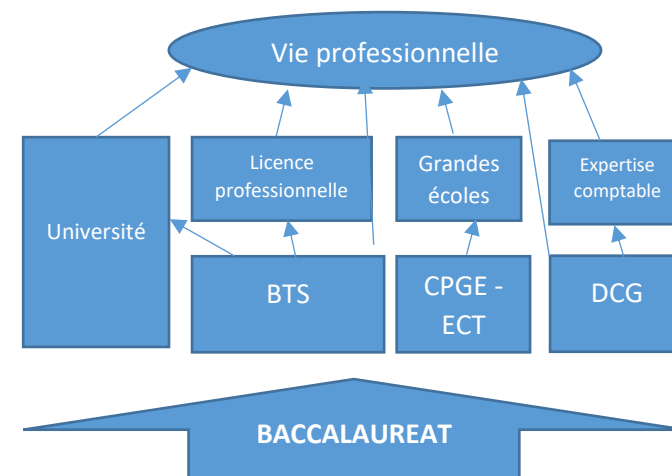 Vie professionnelle
Licence
professionnelle
Grandes
écoles
Expertise
comptable
Université
BTS
CPGE -
ECT
DCG
BACCALAUREAT